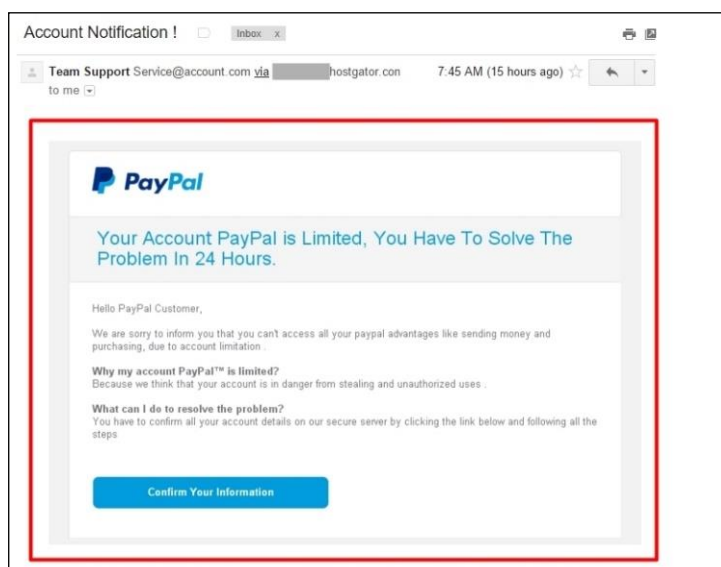 Account Notification !
Inbox x
Team Support Service@account.com via hostgator.con 7:45 AM (15 hours ago)
to me
PayPal
Your Account PayPal is Limited, You Have To Solve The
Problem In 24 Hours.
Hello PayPal Customer,
We are sorry to inform you that you can't access all your paypal advantages like sending money and
purchasing, due to account limitation .
Why my account PayPal™ is limited?
Because we think that your account is in danger from stealing and unauthorized uses .
What can I do to resolve the problem?
You have to confirm all your account details on our secure server by clicking the link below and following all the
steps
Confirm Your Information